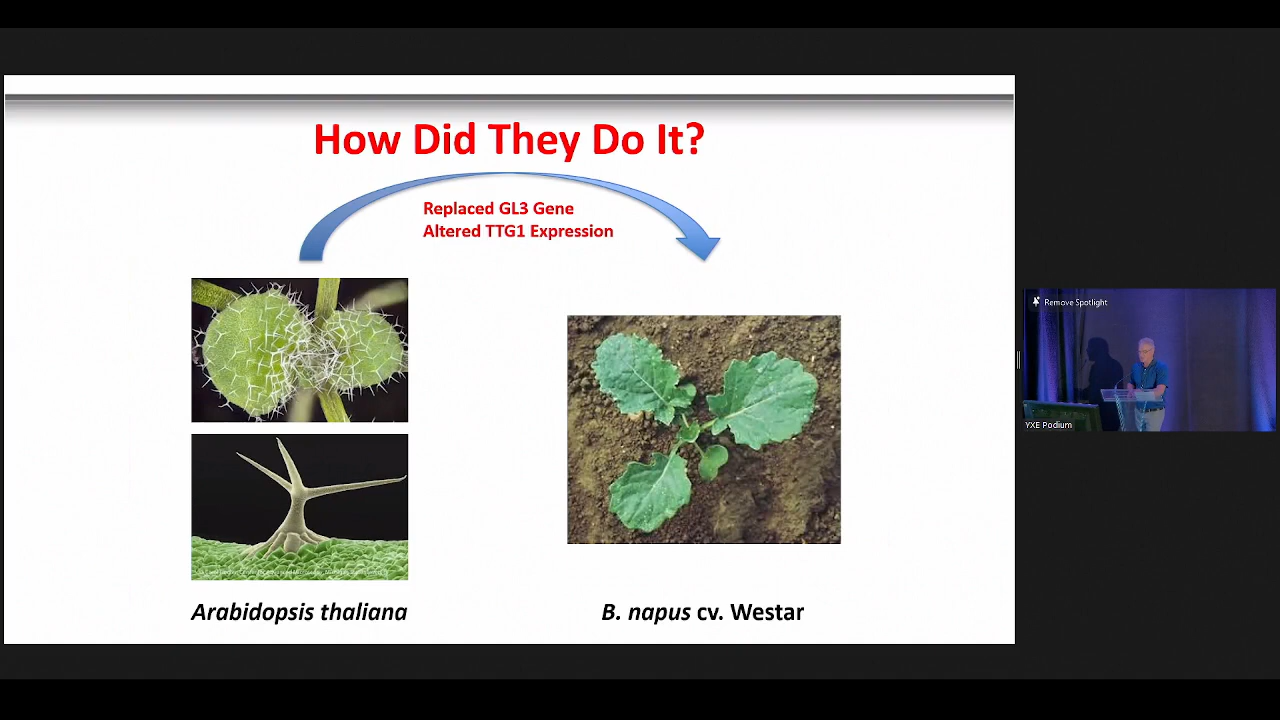 How Did They Do It?
Replaced GL3 Gene
Altered TTG1 Expression
Arabidopsis thaliana
B. napus cv. Westar
Remove Spotlight
YXE Podium